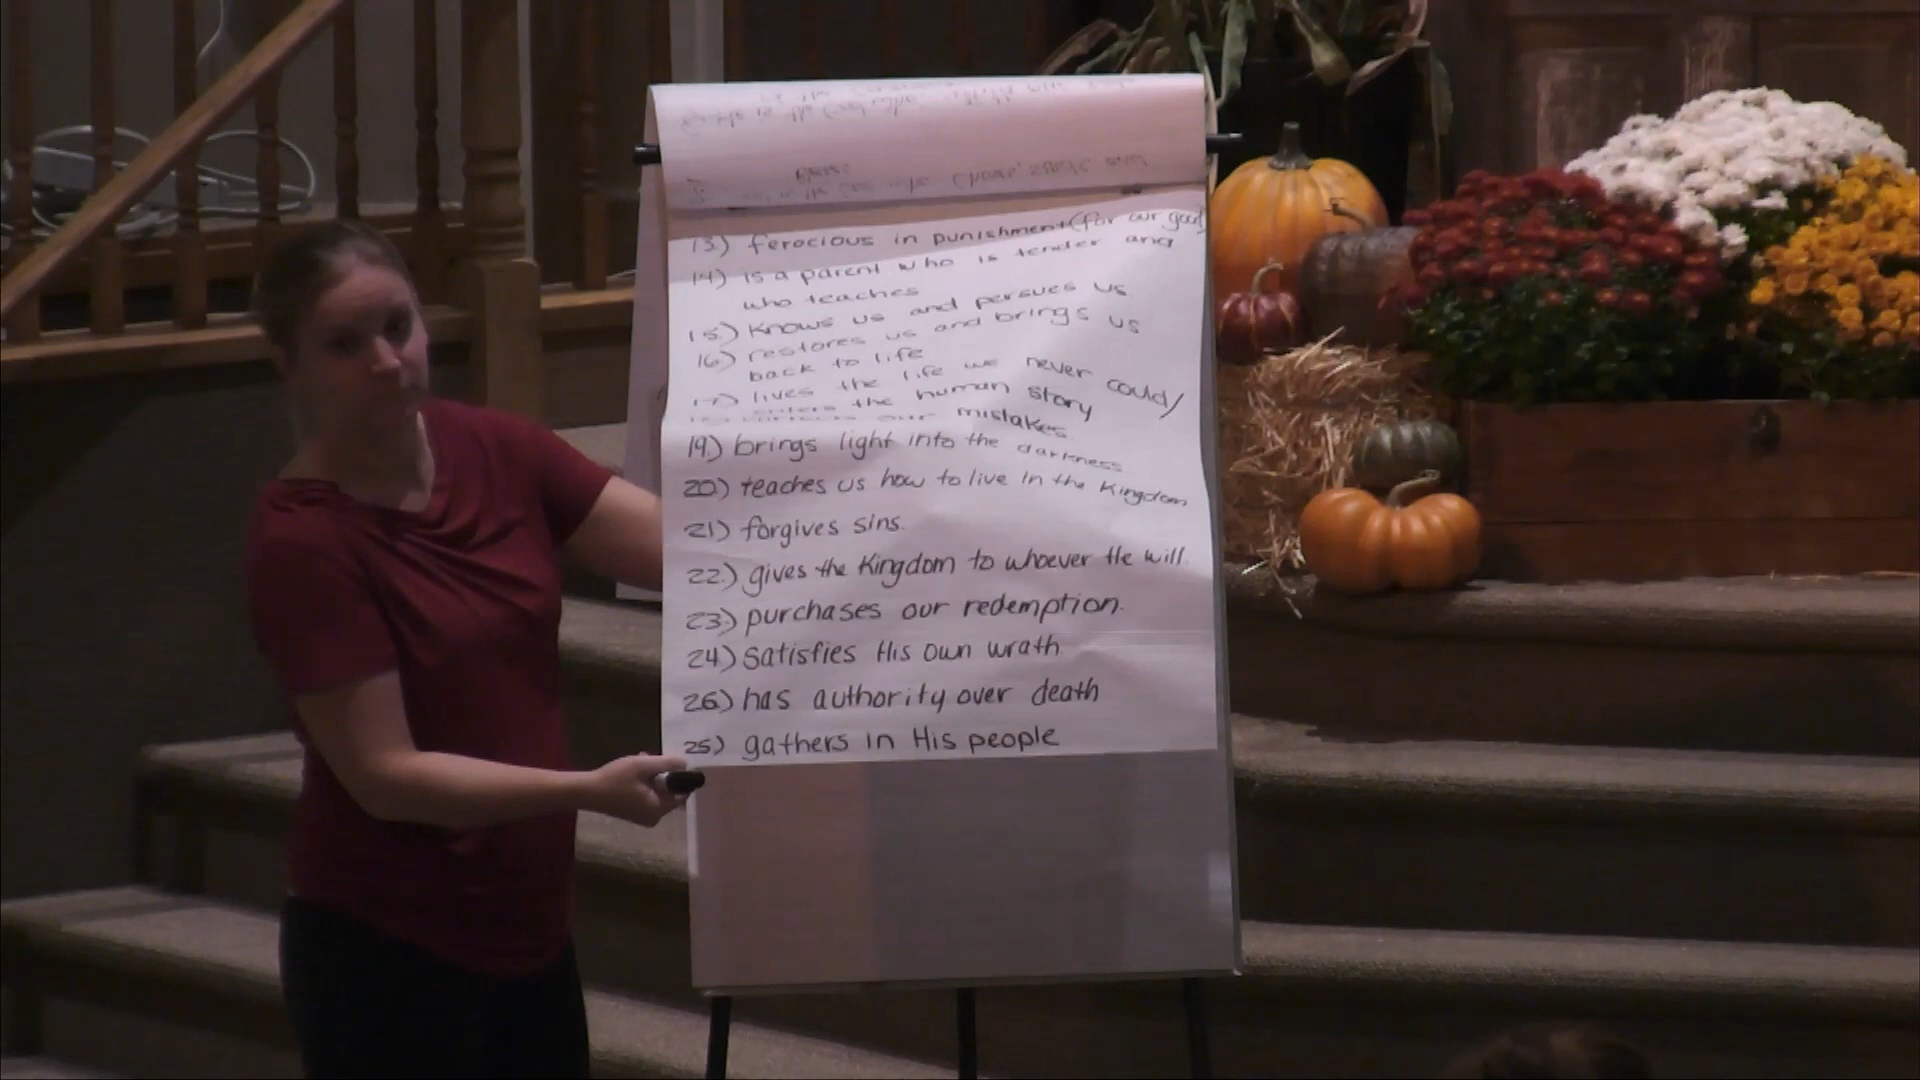 13.) ferocious in punishment (for our good)
14) is a parent who is tender and
who teaches
15.) Knows us and persues us
16) restores us and brings us
back to life
17) lives the life we never could/
enters the human story
our mistakes
19.) brings light into the darkness
20) teaches us how to live in the Kingdom
21) forgives sins.
22.) gives the Kingdom to whoever He will.
23.) purchases our redemption.
24) satisfies His own wrath
26) has authority over death
25) gathers in His people